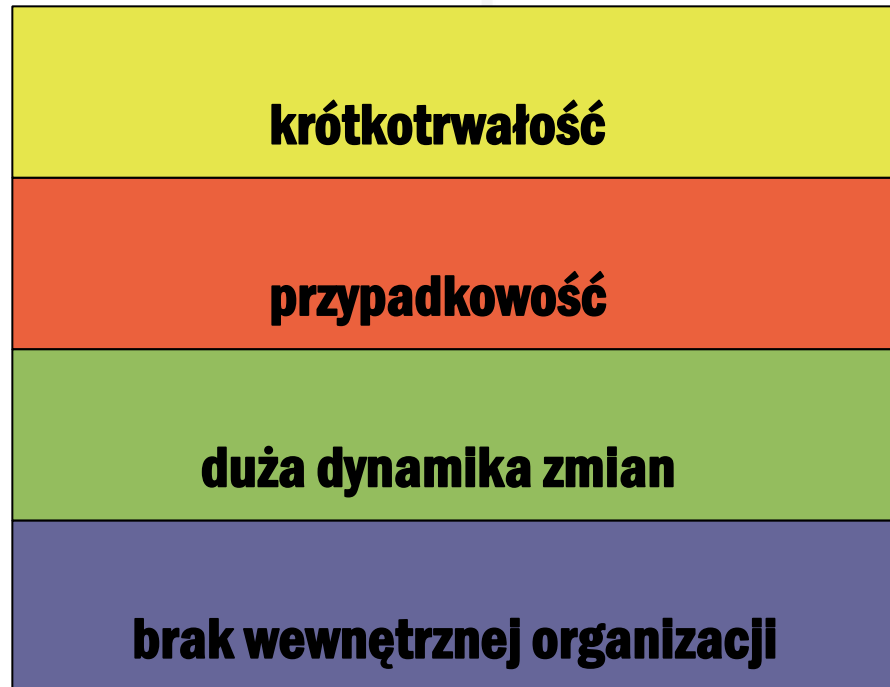 krótkotrwałość
przypadkowość
duża dynamika zmian
brak wewnętrznej organizacji